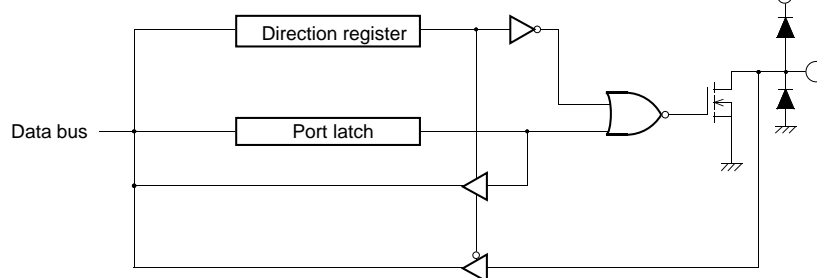 Direction register
Data bus
Port latch